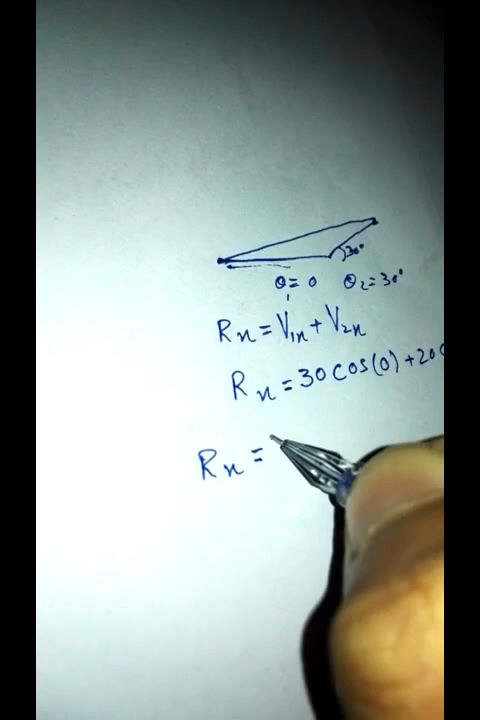 30°
θ₁ = 0 θ₂ = 30°
Rx = V₁x + V₂x
Rx = 30 cos(0) + 20
Rx =